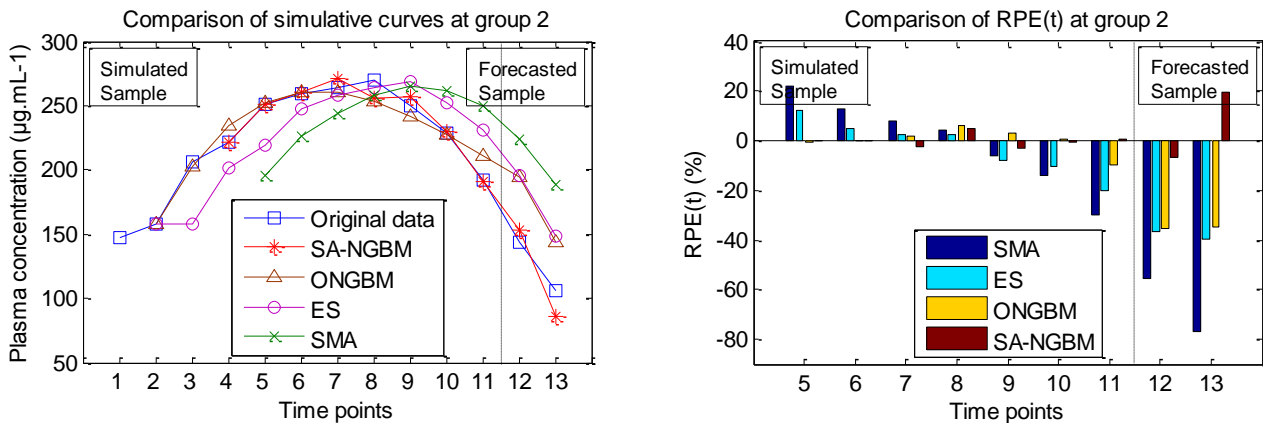 Comparison of simulative curves at group 2
300
250
200
150
100
50
Plasma concentration (µg.mL-1)
Simulated
Sample
Forecasted
Sample
Original data
SA-NGBM
ONGBM
ES
SMA
1 2 3 4 5 6 7 8 9 10 11 12 13
Time points
Comparison of RPE(t) at group 2
40
20
0
-20
-40
-60
-80
RPE(t) (%)
Simulated
Sample
Forecasted
Sample
SMA
ES
ONGBM
SA-NGBM
5 6 7 8 9 10 11 12 13
Time points